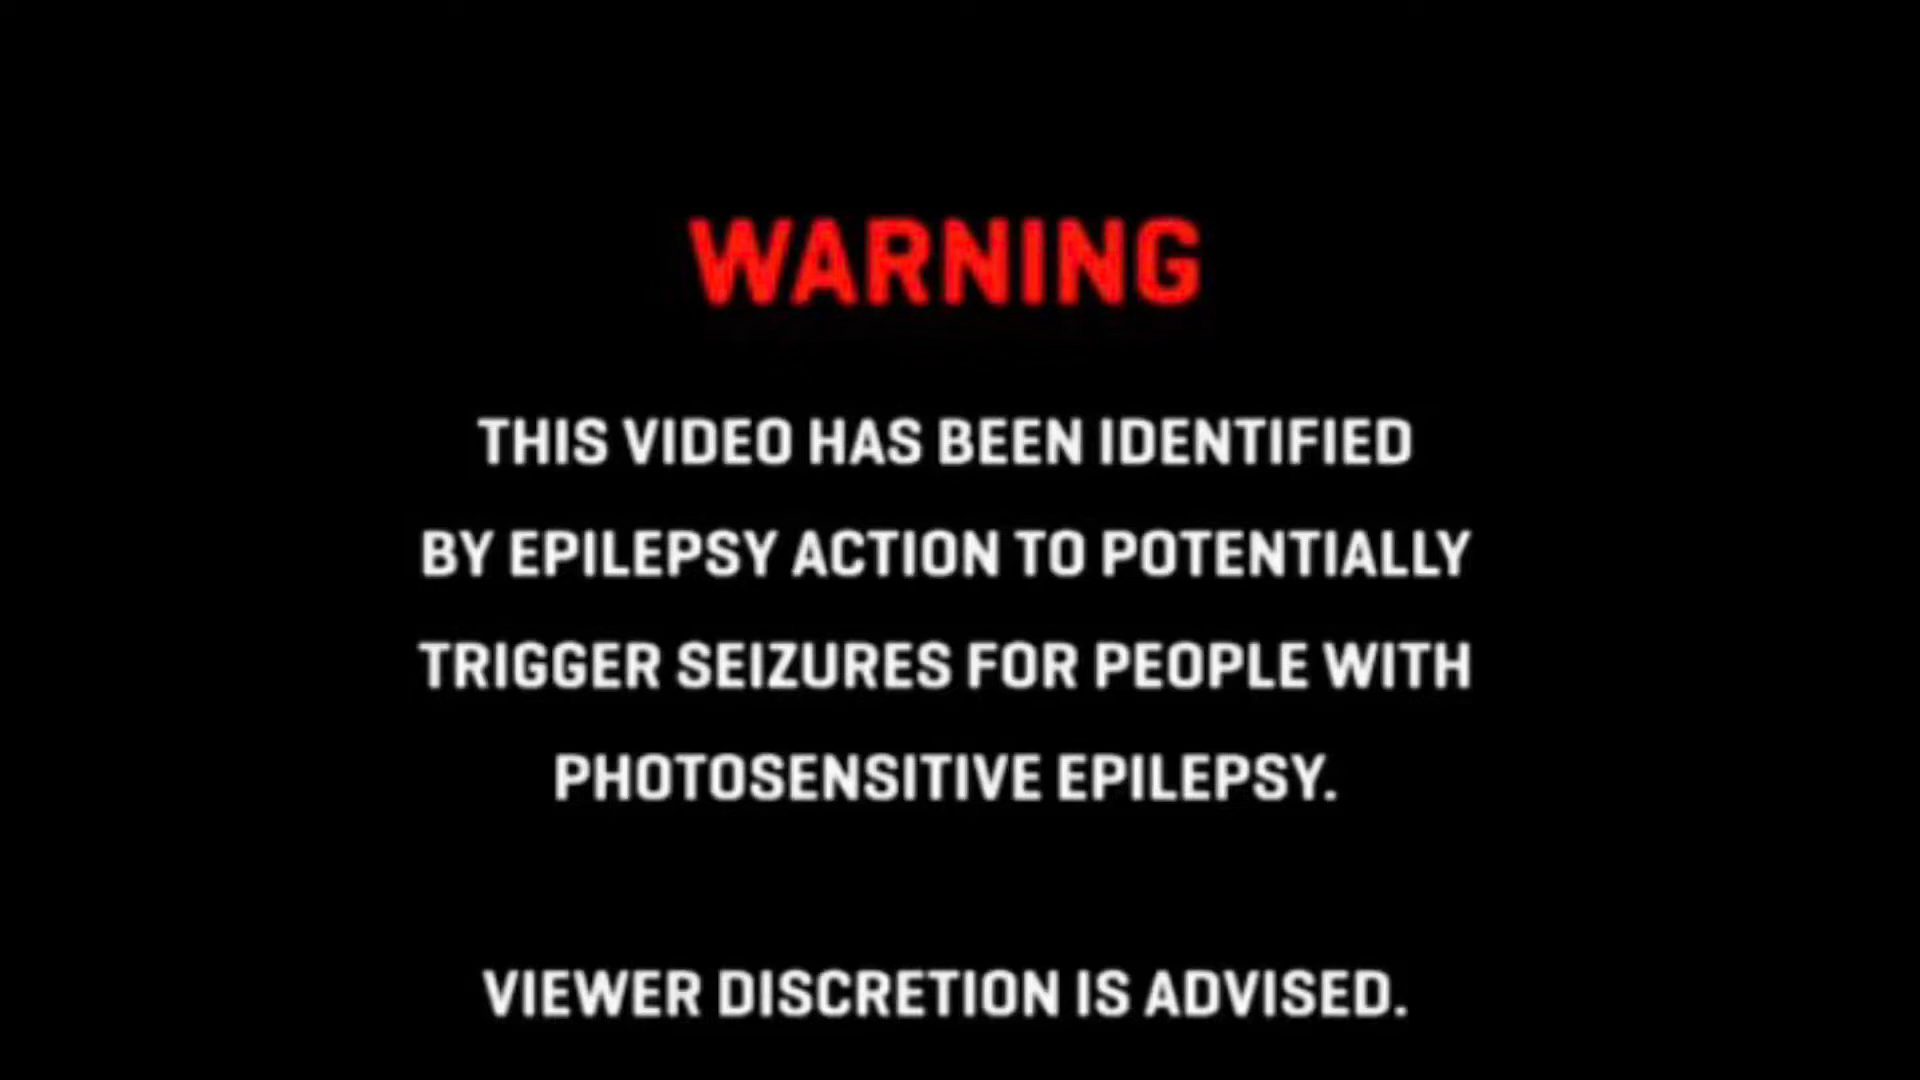 WARNING
THIS VIDEO HAS BEEN IDENTIFIED
BY EPILEPSY ACTION TO POTENTIALLY
TRIGGER SEIZURES FOR PEOPLE WITH
PHOTOSENSITIVE EPILEPSY.
VIEWER DISCRETION IS ADVISED.